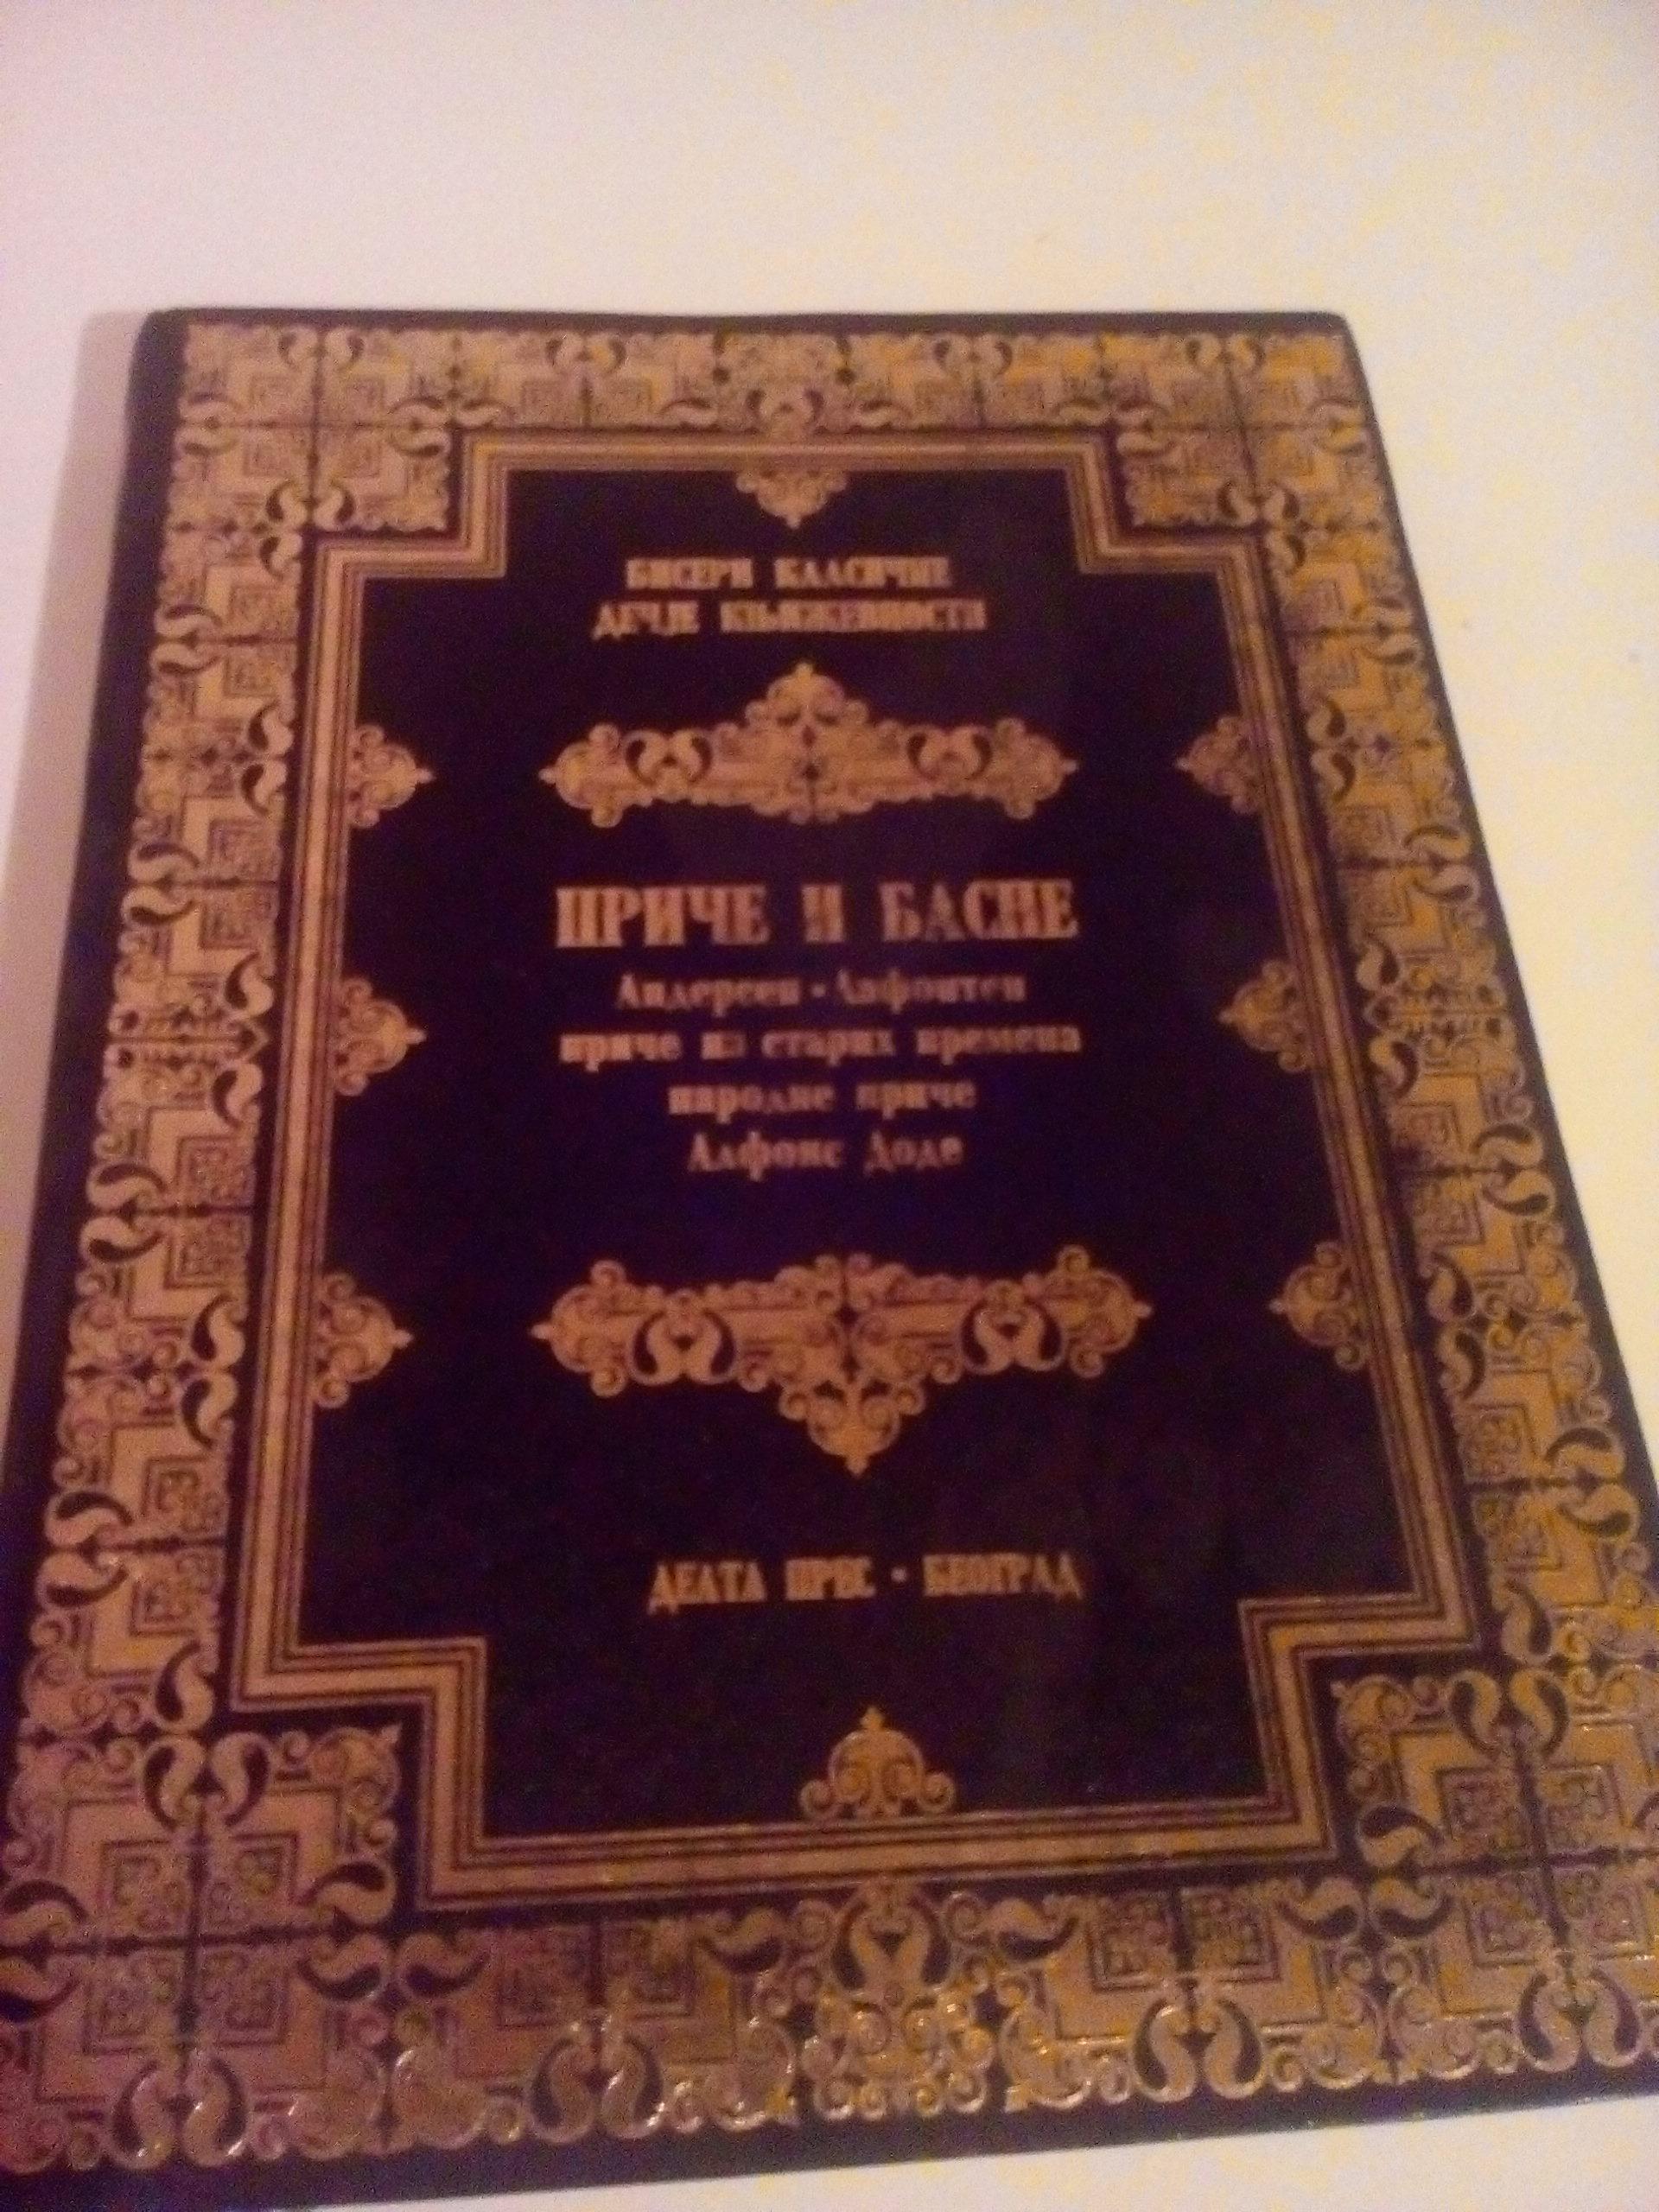 БИСЕРИ КЛАСИЧНЕ
ДЕЧЈЕ КЊИЖЕВНОСТИ
ПРИЧЕ И БАСНЕ
Андерсен • Лафонтен
приче из старих времена
народне приче
Алфонс Доде
ДЕЛТА ПРЕС • БЕОГРАД